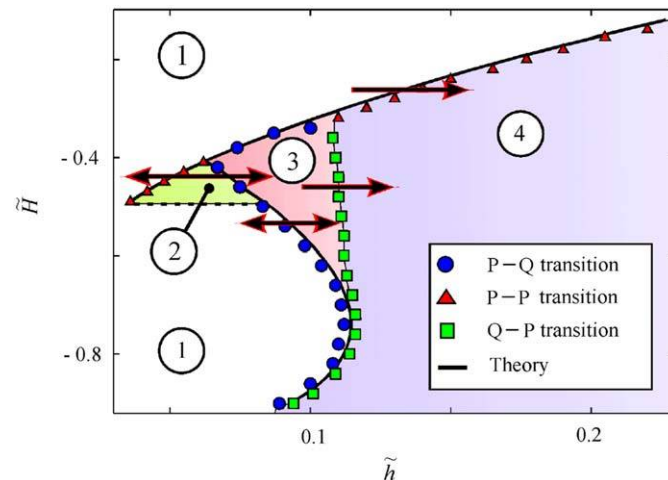 1
4
3
- 0.4
H̃
2
P – Q transition
P – P transition
Q – P transition
Theory
1
- 0.8
0.1
0.2
h̃